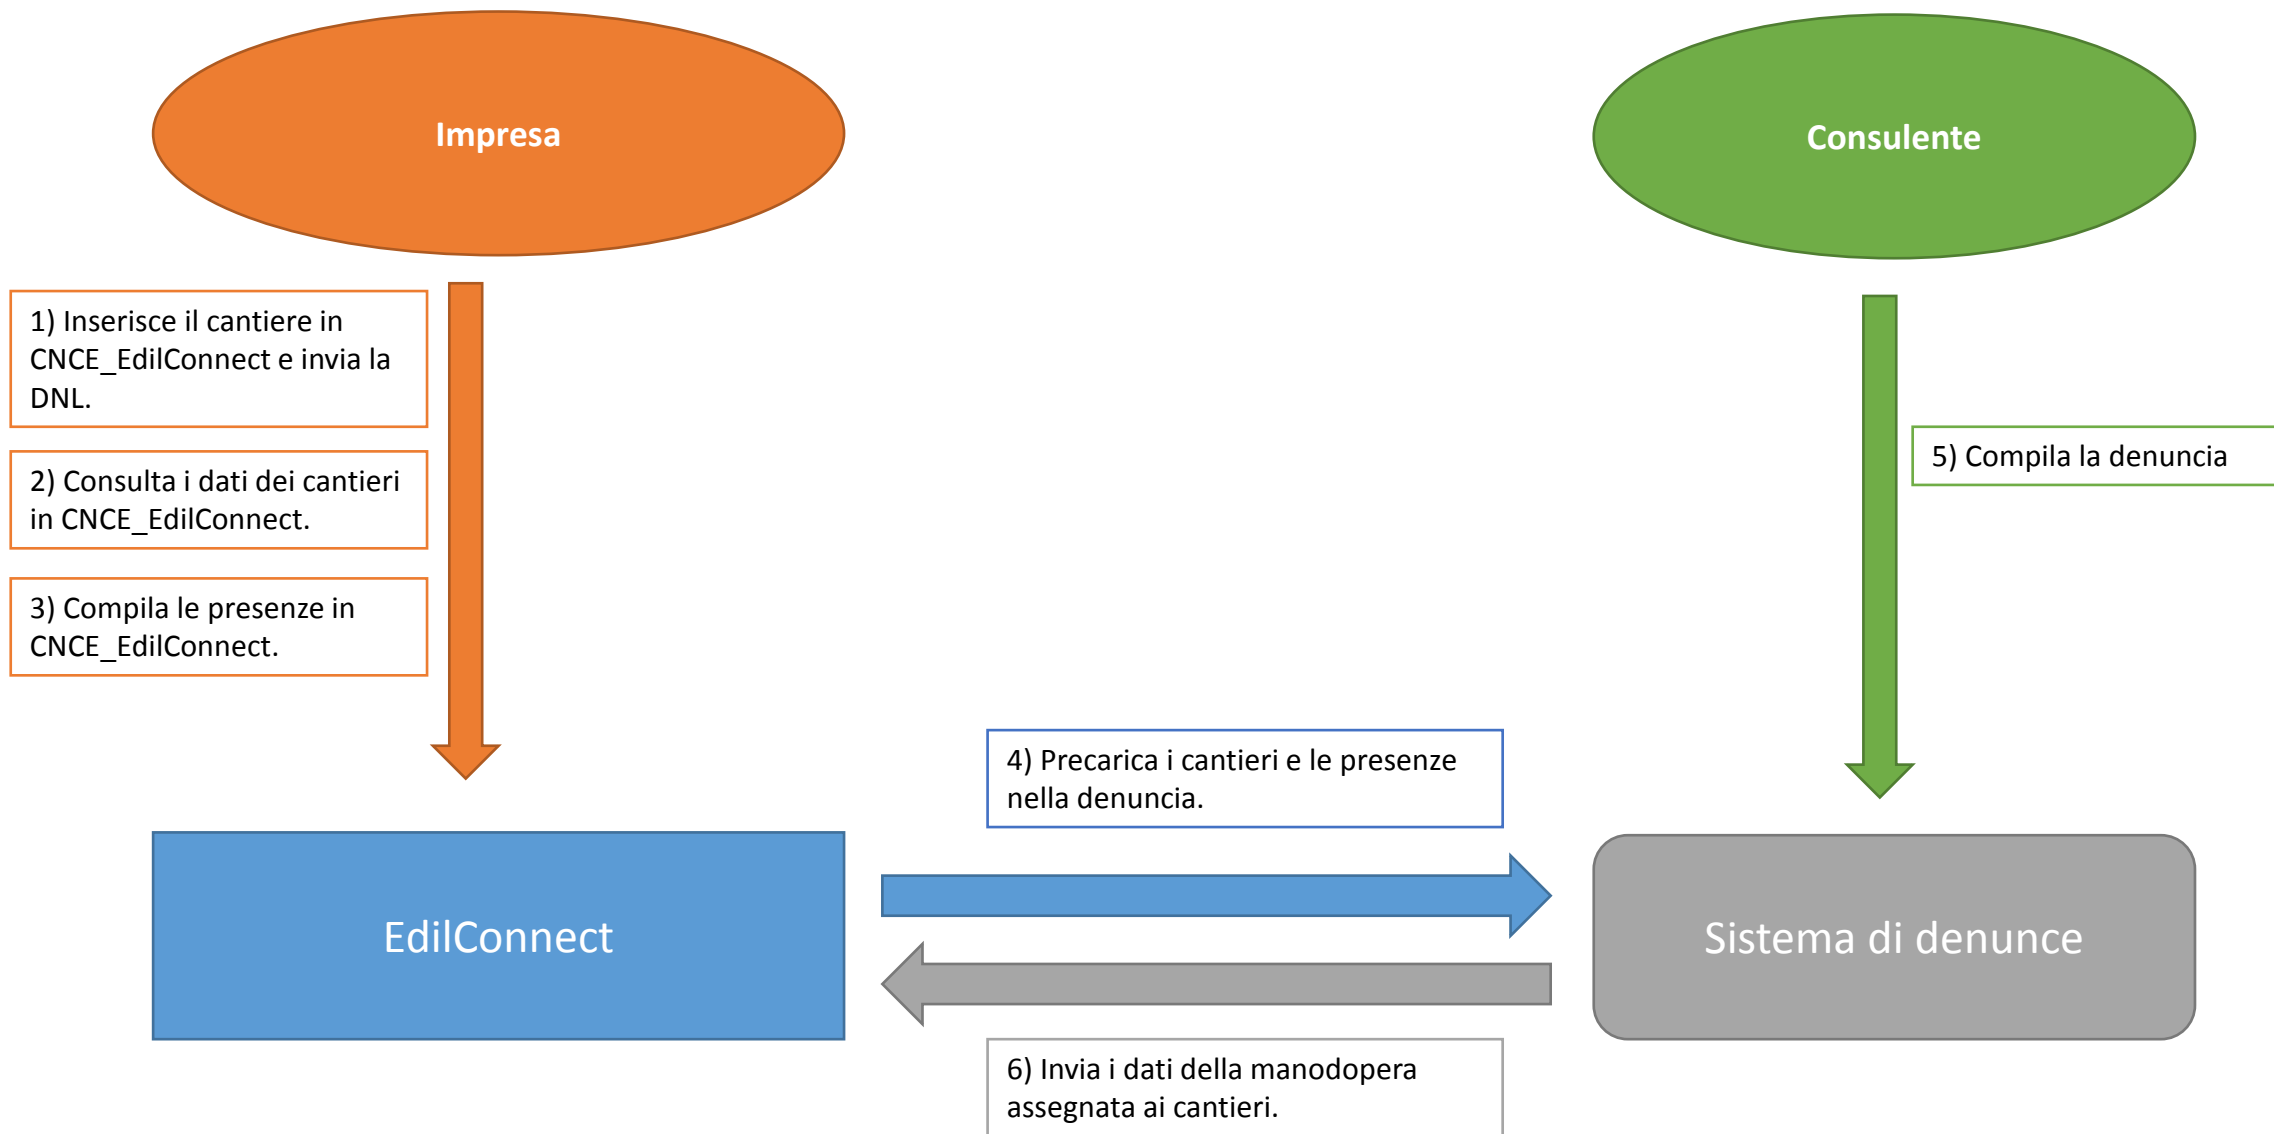 Impresa
Consulente
1) Inserisce il cantiere in
CNCE_EdilConnect e invia la
DNL.
2) Consulta i dati dei cantieri
in CNCE_EdilConnect.
3) Compila le presenze in
CNCE_EdilConnect.
5) Compila la denuncia
4) Precarica i cantieri e le presenze
nella denuncia.
EdilConnect
Sistema di denunce
6) Invia i dati della manodopera
assegnata ai cantieri.